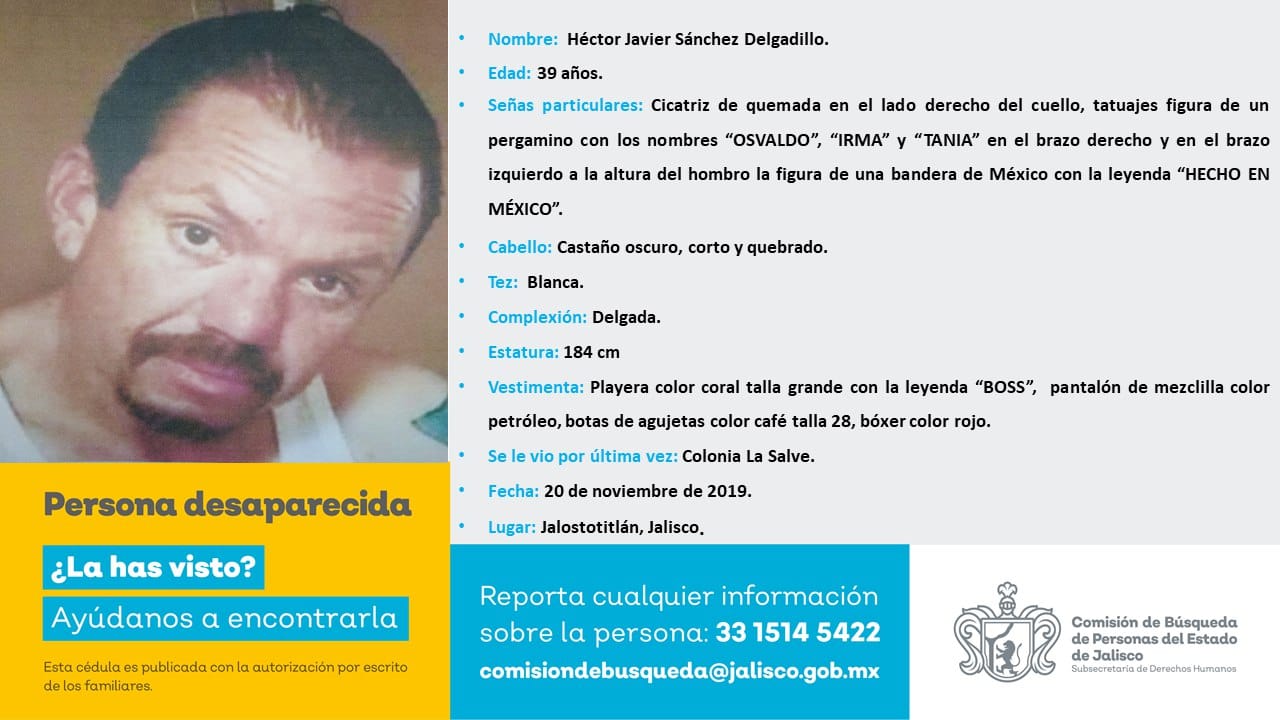 • Nombre: Héctor Javier Sánchez Delgadillo.
• Edad: 39 años.
• Señas particulares: Cicatriz de quemada en el lado derecho del cuello, tatuajes figura de un
pergamino con los nombres “OSVALDO”, “IRMA” y “TANIA” en el brazo derecho y en el brazo
izquierdo a la altura del hombro la figura de una bandera de México con la leyenda “HECHO EN
MÉXICO”.
• Cabello: Castaño oscuro, corto y quebrado.
• Tez: Blanca.
• Complexión: Delgada.
• Estatura: 184 cm
• Vestimenta: Playera color coral talla grande con la leyenda “BOSS”, pantalón de mezclilla color
petróleo, botas de agujetas color café talla 28, bóxer color rojo.
• Se le vio por última vez: Colonia La Salve.
• Fecha: 20 de noviembre de 2019.
• Lugar: Jalostotitlán, Jalisco.
Persona desaparecida
¿La has visto?
Ayúdanos a encontrarla
Esta cédula es publicada con la autorización por escrito
de los familiares.
Reporta cualquier información
sobre la persona: 33 1514 5422
comisiondebusqueda@jalisco.gob.mx
Comisión de Búsqueda
de Personas del Estado
de Jalisco
Subsecretaría de Derechos Humanos